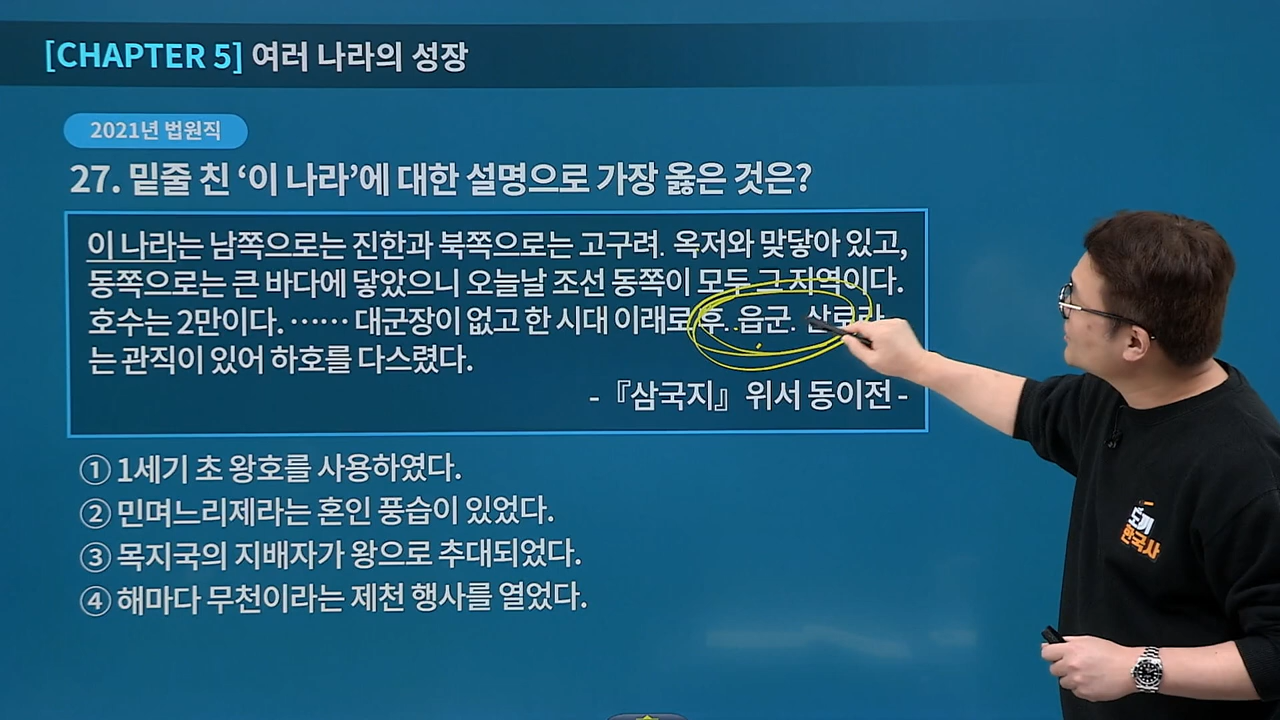 [CHAPTER 5] 여러 나라의 성장
2021년 법원직
27. 밑줄 친 ‘이 나라’에 대한 설명으로 가장 옳은 것은?
이 나라는 남쪽으로는 진한과 북쪽으로는 고구려. 옥저와 맞닿아 있고,
동쪽으로는 큰 바다에 닿았으니 오늘날 조선 동쪽이 모두 그 지역이다.
호수는 2만이다. …… 대군장이 없고 한 시대 이래로 후. 읍군.
는 관직이 있어 하호를 다스렸다.
-『삼국지』 위서 동이전-
① 1세기 초 왕호를 사용하였다.
② 민며느리제라는 혼인 풍습이 있었다.
③ 목지국의 지배자가 왕으로 추대되었다.
④ 해마다 무천이라는 제천 행사를 열었다.
한국사